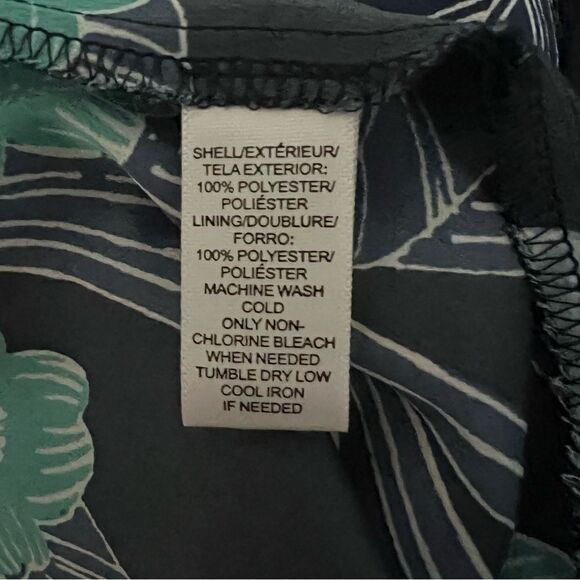 SHELL/EXTÉRIEUR/
TELA EXTERIOR:
100% POLYESTER/
POLIÉSTER
LINING/DOUBLURE/
FORRO:
100% POLYESTER/
POLIÉSTER
MACHINE WASH
COLD
ONLY NON-
CHLORINE BLEACH
WHEN NEEDED
TUMBLE DRY LOW
COOL IRON
IF NEEDED